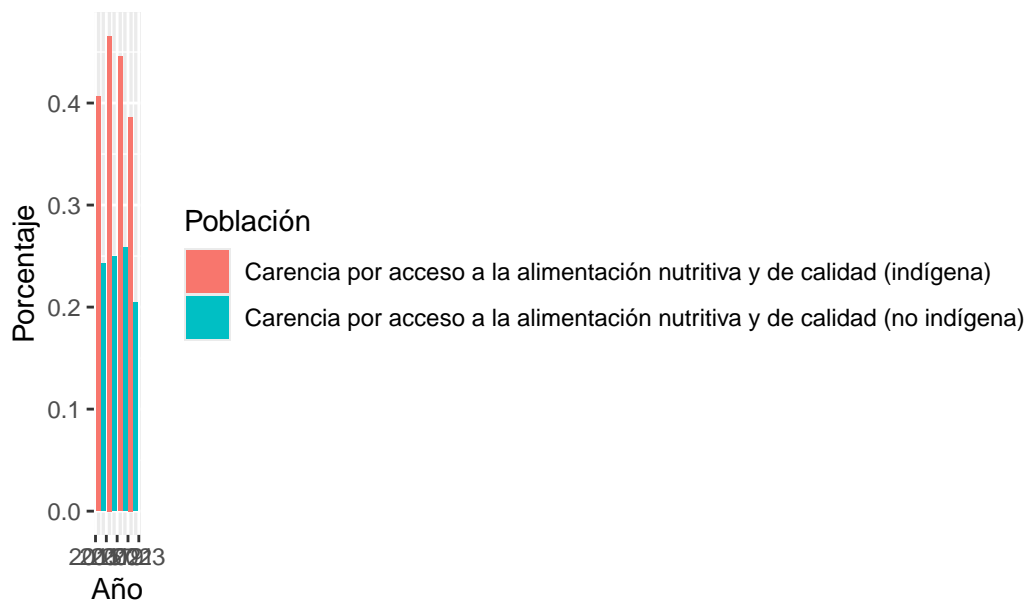 0.4
0.3
0.2
0.1
0.0
Porcentaje
Año
Población
Carencia por acceso a la alimentación nutritiva y de calidad (indígena)
Carencia por acceso a la alimentación nutritiva y de calidad (no indígena)